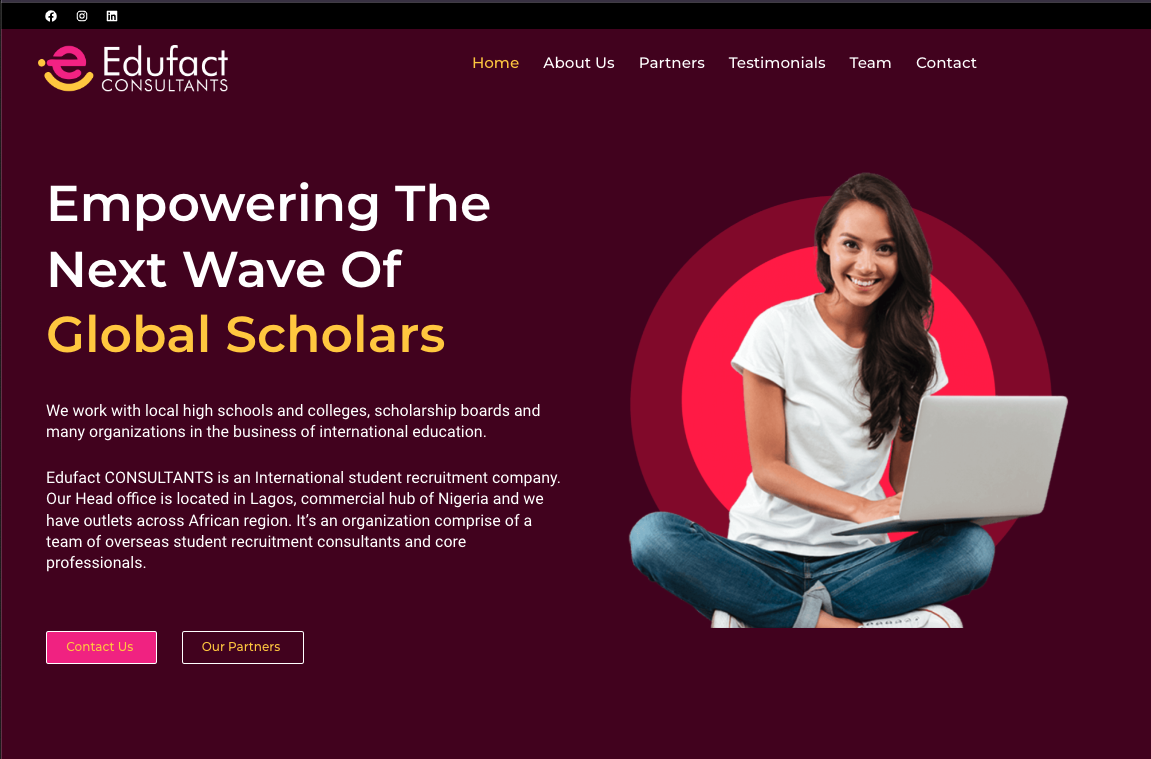 Edufact
CONSULTANTS
Home About Us Partners Testimonials Team Contact
Empowering The
Next Wave Of
Global Scholars
We work with local high schools and colleges, scholarship boards and
many organizations in the business of international education.
Edufact CONSULTANTS is an International student recruitment company.
Our Head office is located in Lagos, commercial hub of Nigeria and we
have outlets across African region. It’s an organization comprise of a
team of overseas student recruitment consultants and core
professionals.
Contact Us Our Partners